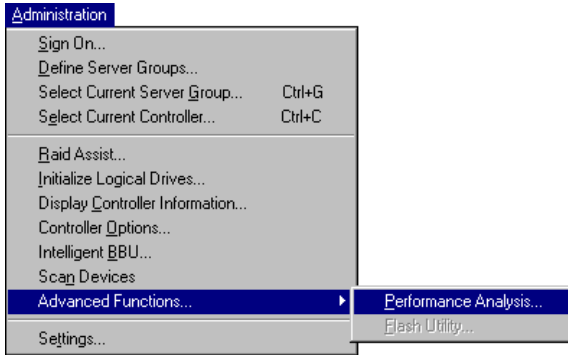 Administration
Sign On...
Define Server Groups...
Select Current Server Group... Ctrl+G
Select Current Controller... Ctrl+C
Raid Assist...
Initialize Logical Drives...
Display Controller Information...
Controller Options...
Intelligent BBU...
Scan Devices
Advanced Functions...
Performance Analysis...
Flash Utility...
Settings...